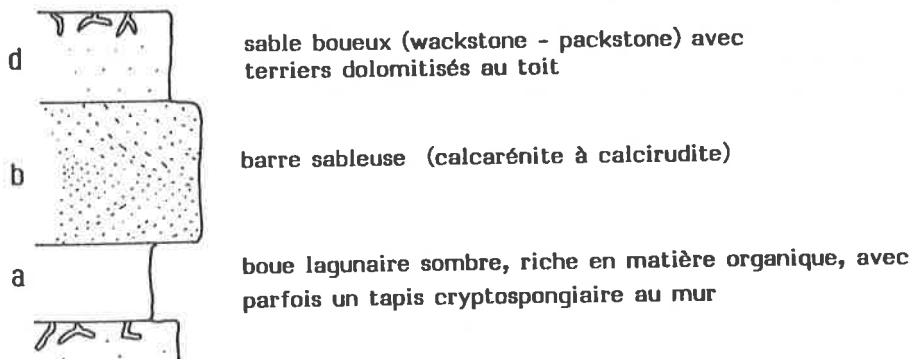 d
sable boueux (wackstone - packstone) avec
terriers dolomitisés au toit
b
barre sableuse (calcarénite à calcirudite)
a
boue lagunaire sombre, riche en matière organique, avec
parfois un tapis cryptospongiaire au mur